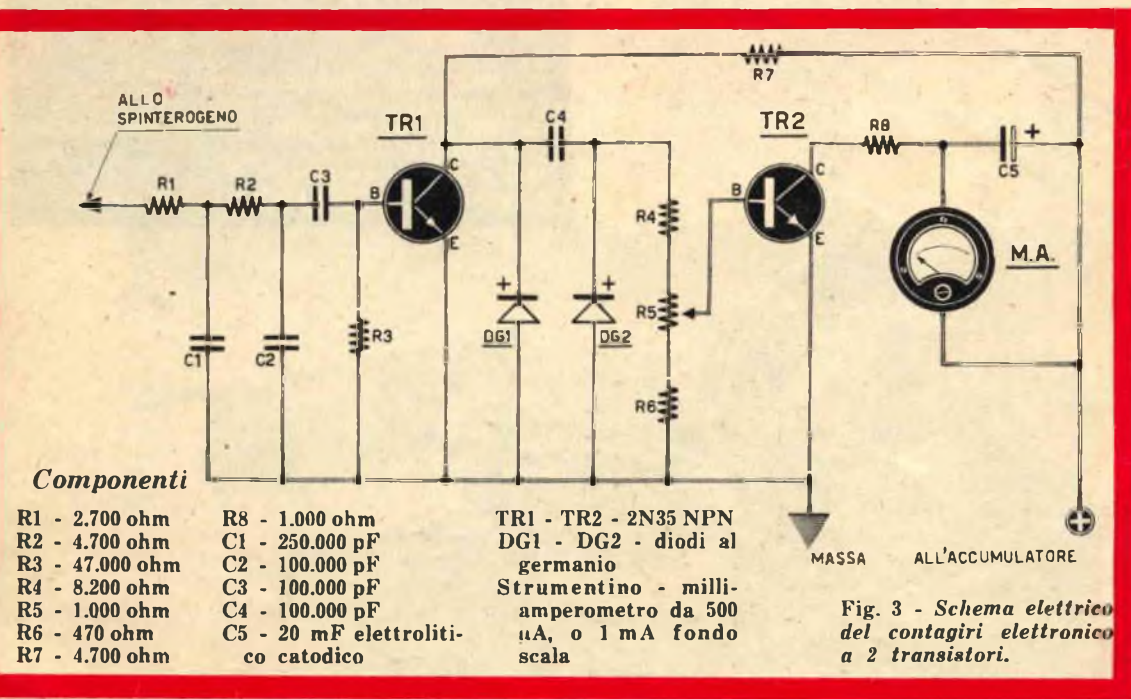 ALLO
SPINTEROGENO
R1
R2
C3
C1
C2
R3
TR1
B
C
E
C4
DG1
+
DG2
+
R4
R5
R6
R7
TR2
B
C
E
R8
C5
+
M.A.
MASSA
ALL'ACCUMULATORE
Componenti
R1 - 2.700 ohm
R2 - 4.700 ohm
R3 - 47.000 ohm
R4 - 8.200 ohm
R5 - 1.000 ohm
R6 - 470 ohm
R7 - 4.700 ohm
R8 - 1.000 ohm
C1 - 250.000 pF
C2 - 100.000 pF
C3 - 100.000 pF
C4 - 100.000 pF
C5 - 20 mF elettroliti-
co catodico
TR1 - TR2 - 2N35 NPN
DG1 - DG2 - diodi al
germanio
Strumentino - milli-
amperometro da 500
µA, o 1 mA fondo
scala
Fig. 3 - Schema elettrico
del contagiri elettronico
a 2 transistori.